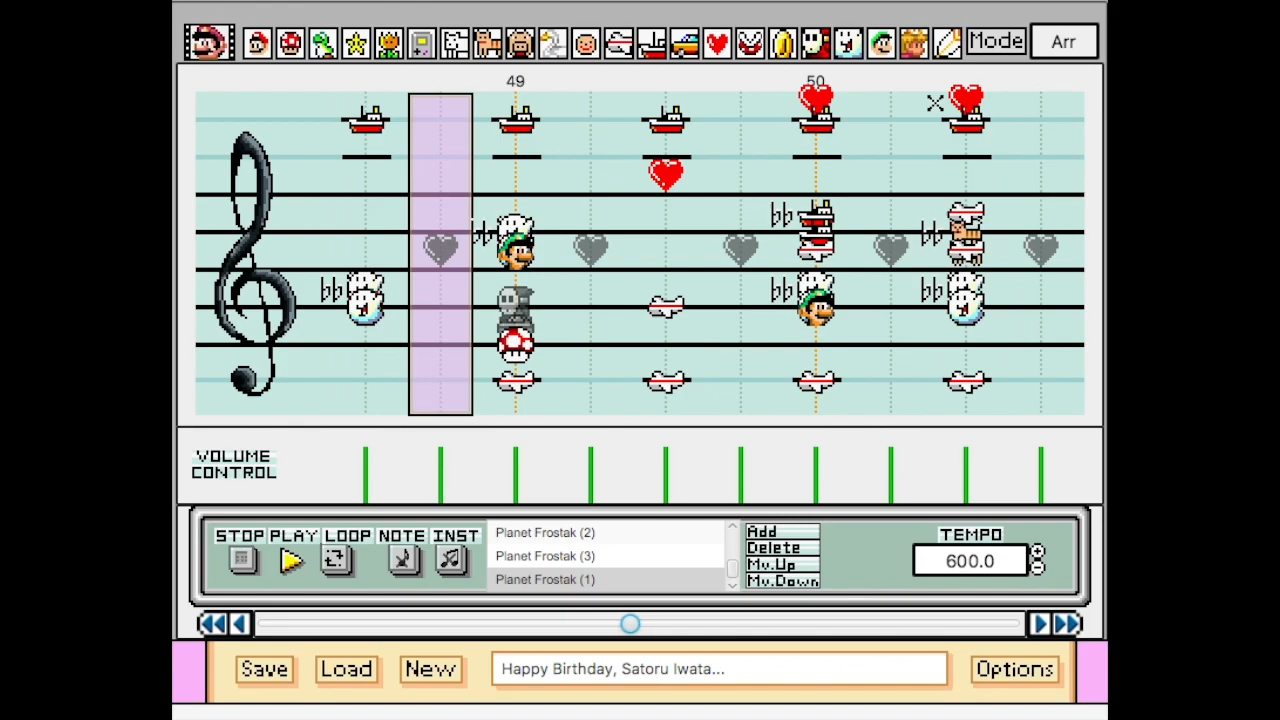 Mode
Arr
49
50
VOLUME
CONTROL
STOP PLAY LOOP NOTE INST
Planet Frostak (2)
Planet Frostak (3)
Planet Frostak (1)
Add
Delete
Mv.Up
Mv.Down
TEMPO
600.0
Save
Load
New
Happy Birthday, Satoru Iwata...
Options